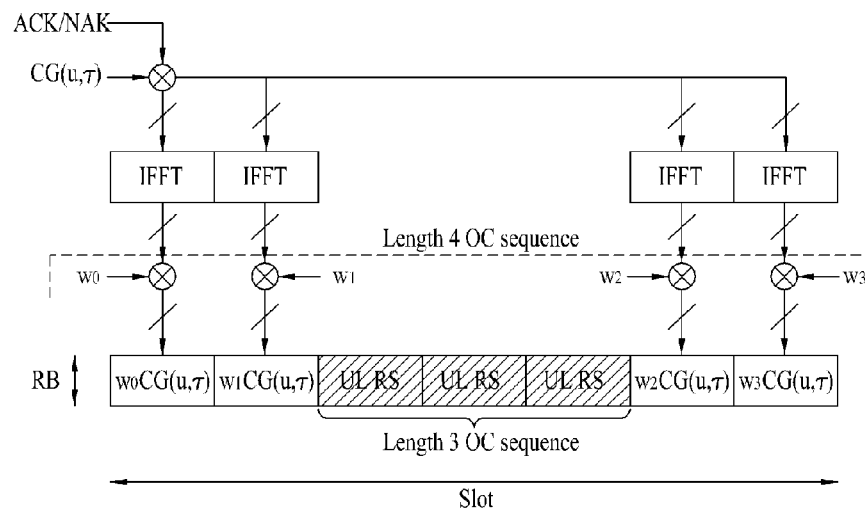 ACK/NAK
CG(u,τ)
IFFT IFFT IFFT IFFT
Length 4 OC sequence
w0 w1 w2 w3
RB w0CG(u,τ) w1CG(u,τ) UL RS UL RS UL RS w2CG(u,τ) w3CG(u,τ)
Length 3 OC sequence
Slot